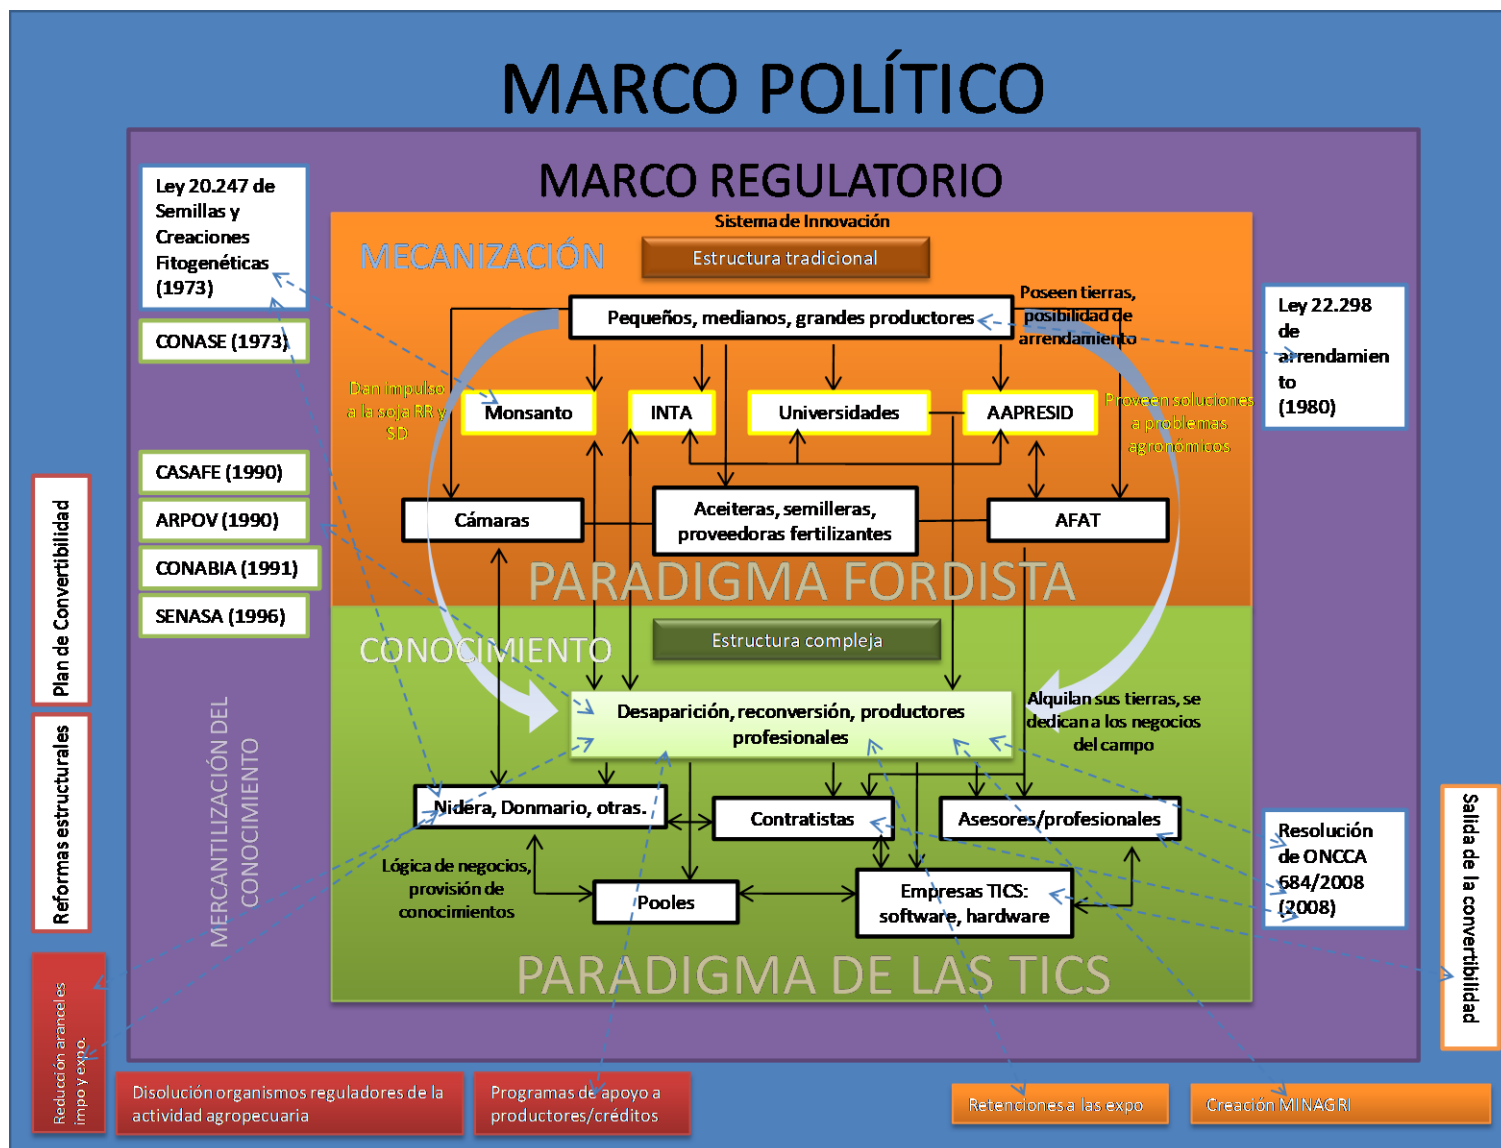 MARCO POLÍTICO
MARCO REGULATORIO
Ley 20.247 de
Semillas y
Creaciones
Fitogenéticas
(1973)
CONASE (1973)
CASAFE (1990)
ARPOV (1990)
CONABIA (1991)
SENASA (1996)
Plan de Convertibilidad
Reformas estructurales
MERCANTILIZACIÓN DEL
CONOCIMIENTO
Reducción aranceles
impo y expo.
Sistema de Innovación
MECANIZACIÓN
Estructura tradicional
Pequeños, medianos, grandes productores
Poseen tierras,
posibilidad de
arrendamiento
Dan impulso
a la soja RR y
SD
Monsanto
INTA
Universidades
AAPRESID
Proveen soluciones
a problemas
agronómicos
Cámaras
Aceiteras, semilleras,
proveedoras fertilizantes
AFAT
PARADIGMA FORDISTA
CONOCIMIENTO
Estructura compleja
Desaparición, reconversión, productores
profesionales
Alquilan sus tierras, se
dedican a los negocios
del campo
Nidera, Donmario, otras.
Contratistas
Asesores/profesionales
Lógica de negocios,
provisión de
conocimientos
Pooles
Empresas TICS:
software, hardware
PARADIGMA DE LAS TICS
Ley 22.298
de
arrendamien
to
(1980)
Resolución
de ONCCA
684/2008
(2008)
Salida de la convertibilidad
Disolución organismos reguladores de la
actividad agropecuaria
Programas de apoyo a
productores/créditos
Retenciones a las expo
Creación MINAGRI